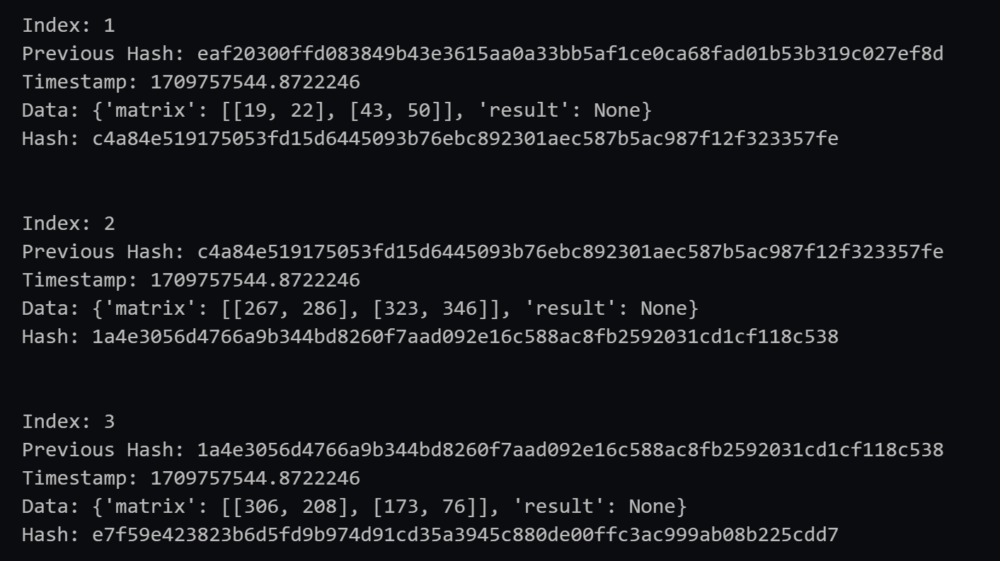 Index: 1
Previous Hash: eaf20300ffd083849b43e3615aa0a33bb5af1ce0ca68fad01b53b319c027ef8d
Timestamp: 1709757544.8722246
Data: {'matrix': [[19, 22], [43, 50]], 'result': None}
Hash: c4a84e519175053fd15d6445093b76ebc892301aec587b5ac987f12f323357fe
Index: 2
Previous Hash: c4a84e519175053fd15d6445093b76ebc892301aec587b5ac987f12f323357fe
Timestamp: 1709757544.8722246
Data: {'matrix': [[267, 286], [323, 346]], 'result': None}
Hash: 1a4e3056d4766a9b344bd8260f7aad092e16c588ac8fb2592031cd1cf118c538
Index: 3
Previous Hash: 1a4e3056d4766a9b344bd8260f7aad092e16c588ac8fb2592031cd1cf118c538
Timestamp: 1709757544.8722246
Data: {'matrix': [[306, 208], [173, 76]], 'result': None}
Hash: e7f59e423823b6d5fd9b974d91cd35a3945c880de00ffc3ac999ab08b225cdd7